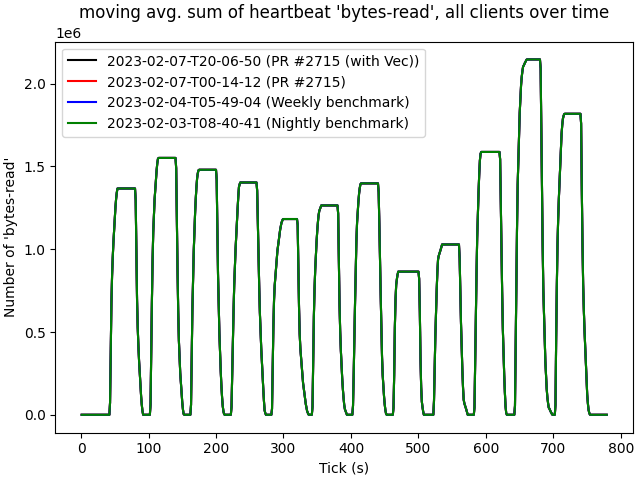 moving avg. sum of heartbeat 'bytes-read', all clients over time
1e6
2023-02-07-T20-06-50 (PR #2715 (with Vec))
2023-02-07-T00-14-12 (PR #2715)
2023-02-04-T05-49-04 (Weekly benchmark)
2023-02-03-T08-40-41 (Nightly benchmark)
Number of 'bytes-read'
2.0
1.5
1.0
0.5
0.0
0 100 200 300 400 500 600 700 800
Tick (s)